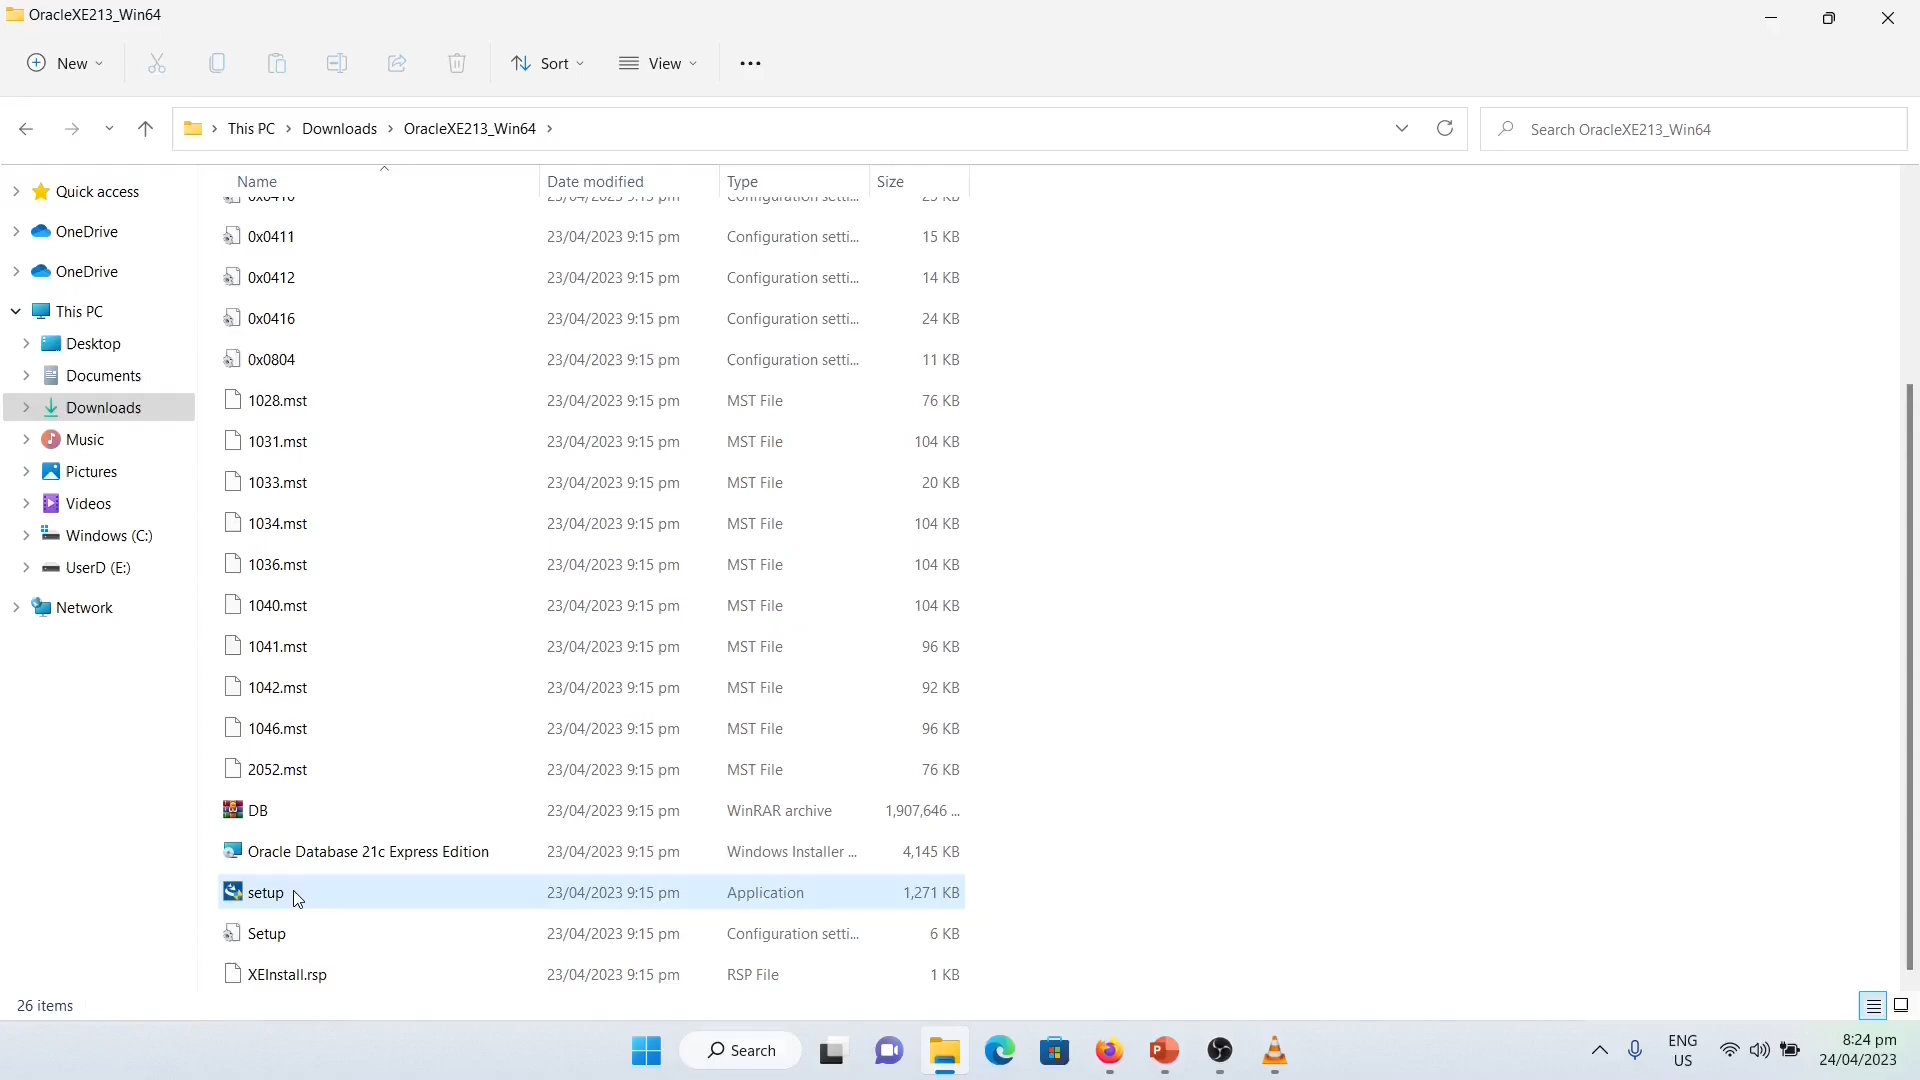 OracleXE213_Win64
New
Sort
View
This PC
Downloads
OracleXE213_Win64
Search OracleXE213_Win64
Quick access
OneDrive
OneDrive
This PC
Desktop
Documents
Downloads
Music
Pictures
Videos
Windows (C:)
UserD (E:)
Network
Name Date modified Type Size
0x0411 23/04/2023 9:15 pm Configuration setti... 15 KB
0x0412 23/04/2023 9:15 pm Configuration setti... 14 KB
0x0416 23/04/2023 9:15 pm Configuration setti... 24 KB
0x0804 23/04/2023 9:15 pm Configuration setti... 11 KB
1028.mst 23/04/2023 9:15 pm MST File 76 KB
1031.mst 23/04/2023 9:15 pm MST File 104 KB
1033.mst 23/04/2023 9:15 pm MST File 20 KB
1034.mst 23/04/2023 9:15 pm MST File 104 KB
1036.mst 23/04/2023 9:15 pm MST File 104 KB
1040.mst 23/04/2023 9:15 pm MST File 104 KB
1041.mst 23/04/2023 9:15 pm MST File 96 KB
1042.mst 23/04/2023 9:15 pm MST File 92 KB
1046.mst 23/04/2023 9:15 pm MST File 96 KB
2052.mst 23/04/2023 9:15 pm MST File 76 KB
DB 23/04/2023 9:15 pm WinRAR archive 1,907,646 ...
Oracle Database 21c Express Edition 23/04/2023 9:15 pm Windows Installer ... 4,145 KB
setup 23/04/2023 9:15 pm Application 1,271 KB
Setup 23/04/2023 9:15 pm Configuration setti... 6 KB
XEInstall.rsp 23/04/2023 9:15 pm RSP File 1 KB
26 items
Search
ENG
US
8:24 pm
24/04/2023